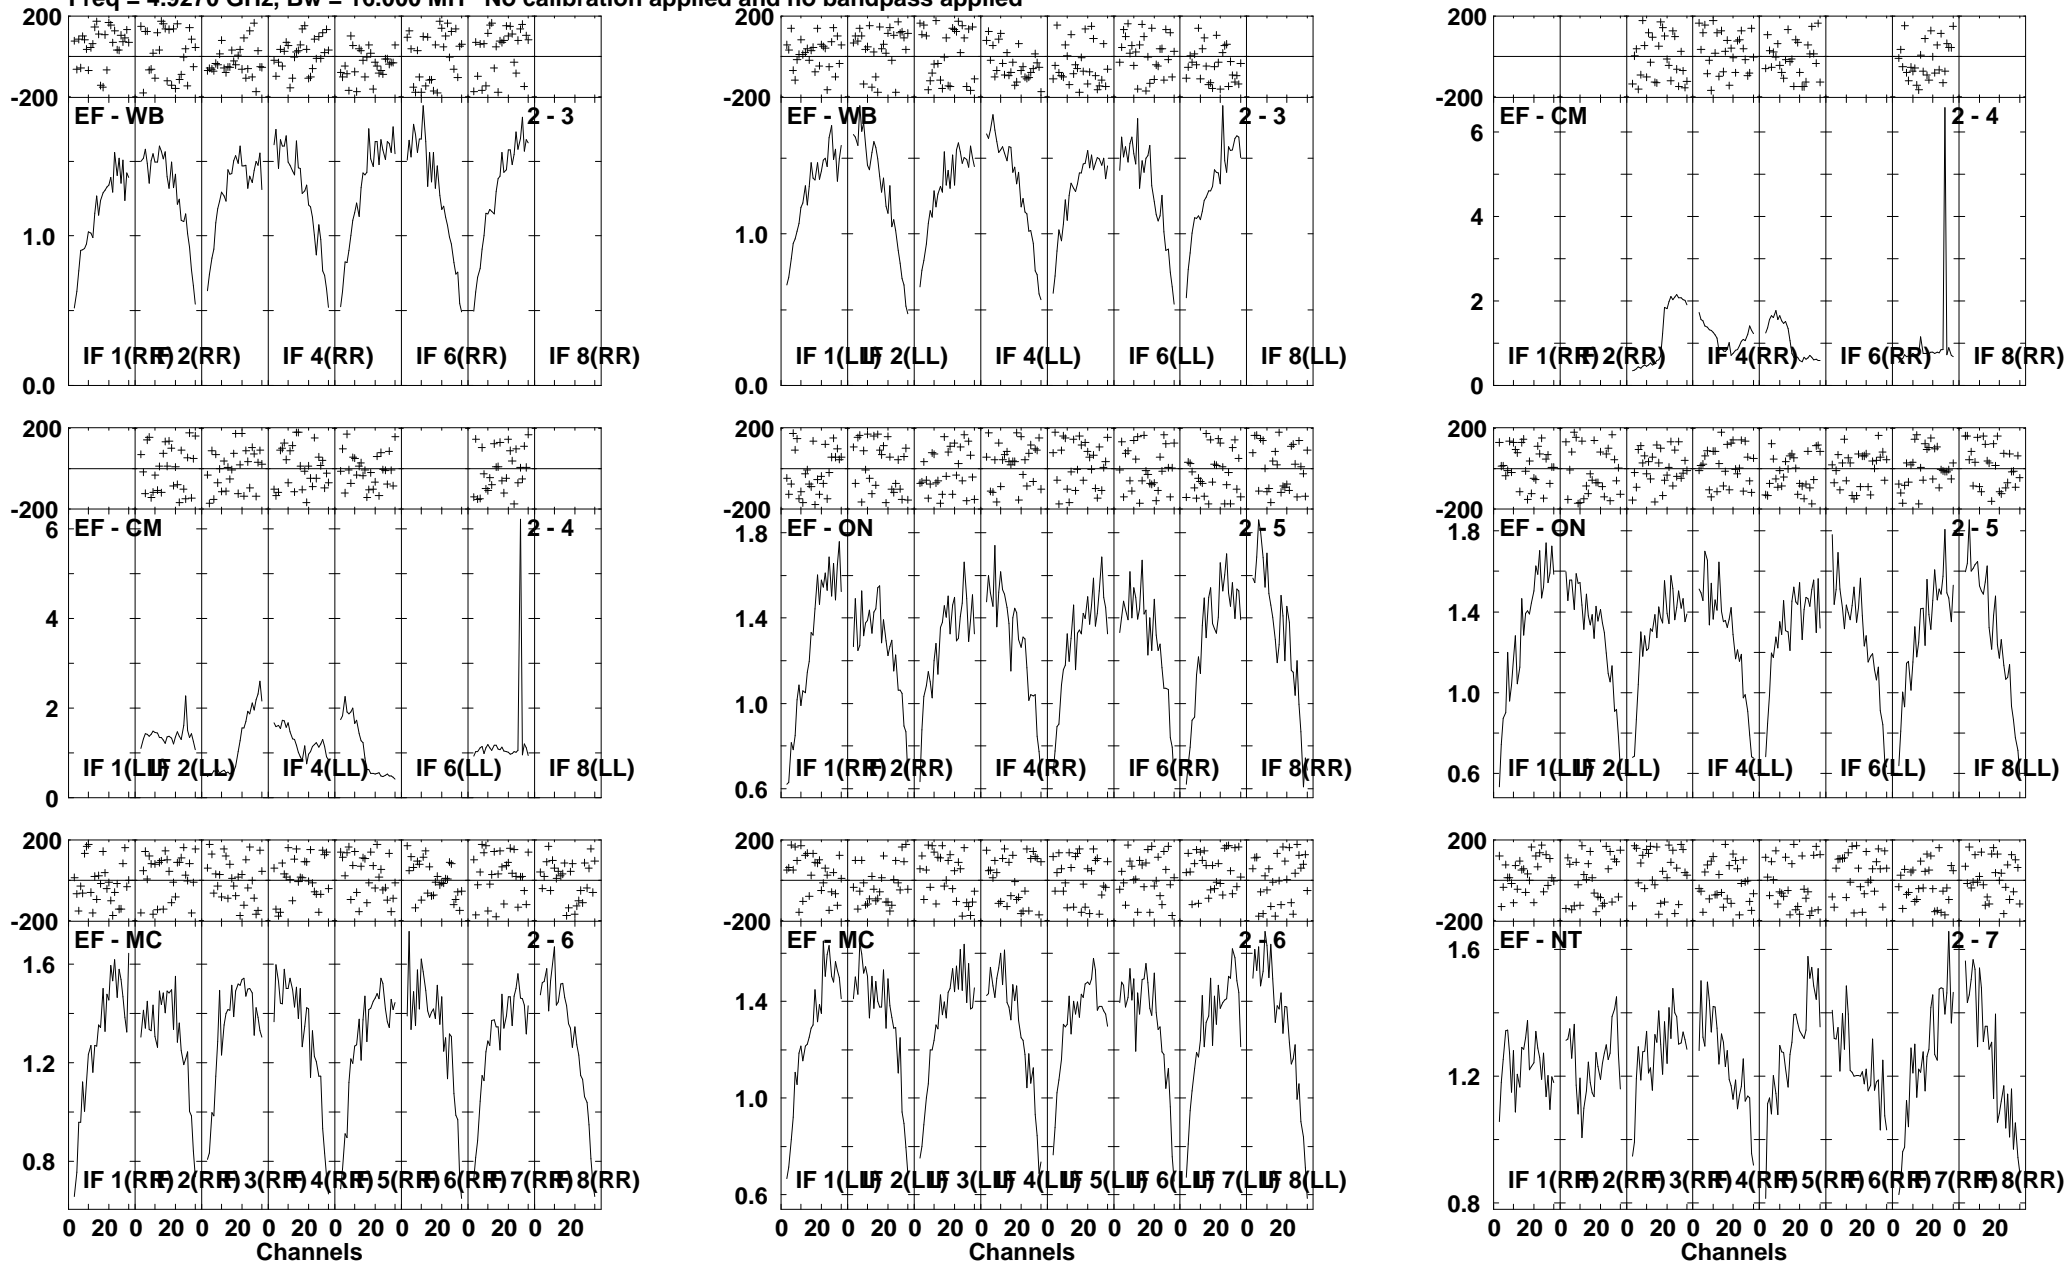 Freq = 4.9270 GHz, Bw = 16.000 MH No calibration applied and no bandpass applied
200 200 200
-200 -200 -200
EF - WB 2 - 3 EF - WB 2 - 3 EF - CM 2 - 4
6
4
1.0 1.0
2
IF 1(RR) IF 2(RR) IF 4(RR) IF 6(RR) IF 8(RR) IF 1(LL) IF 2(LL) IF 4(LL) IF 6(LL) IF 8(LL) IF 1(RR) IF 2(RR) IF 4(RR) IF 6(RR) IF 8(RR)
0.0 0.0 0
200 200 200
-200 -200 -200
EF - CM 2 - 4 EF - ON 2 - 5 EF - ON 2 - 5
6 1.8 1.8
4 1.4 1.4
2 1.0 1.0
IF 1(LL) IF 2(LL) IF 4(LL) IF 6(LL) IF 8(LL) IF 1(RR) IF 2(RR) IF 4(RR) IF 6(RR) IF 8(RR) IF 1(LL) IF 2(LL) IF 4(LL) IF 6(LL) IF 8(LL)
0 0.6 0.6
200 200 200
-200 -200 -200
EF - MC 2 - 6 EF - MC 2 - 6 EF - NT 2 - 7
1.6 1.4 1.6
1.2 1.0 1.2
0.8 0.6 0.8
IF 1(RR) IF 2(RR) IF 3(RR) IF 4(RR) IF 5(RR) IF 6(RR) IF 7(RR) IF 8(RR) IF 1(LL) IF 2(LL) IF 3(LL) IF 4(LL) IF 5(LL) IF 6(LL) IF 7(LL) IF 8(LL) IF 1(RR) IF 2(RR) IF 3(RR) IF 4(RR) IF 5(RR) IF 6(RR) IF 7(RR) IF 8(RR)
0 20 0 20 0 20 0 20 0 20 0 20 0 20 0 20 0 20 0 20 0 20 0 20 0 20 0 20 0 20 0 20 0 20 0 20 0 20 0 20 0 20 0 20 0 20 0 20
Channels Channels